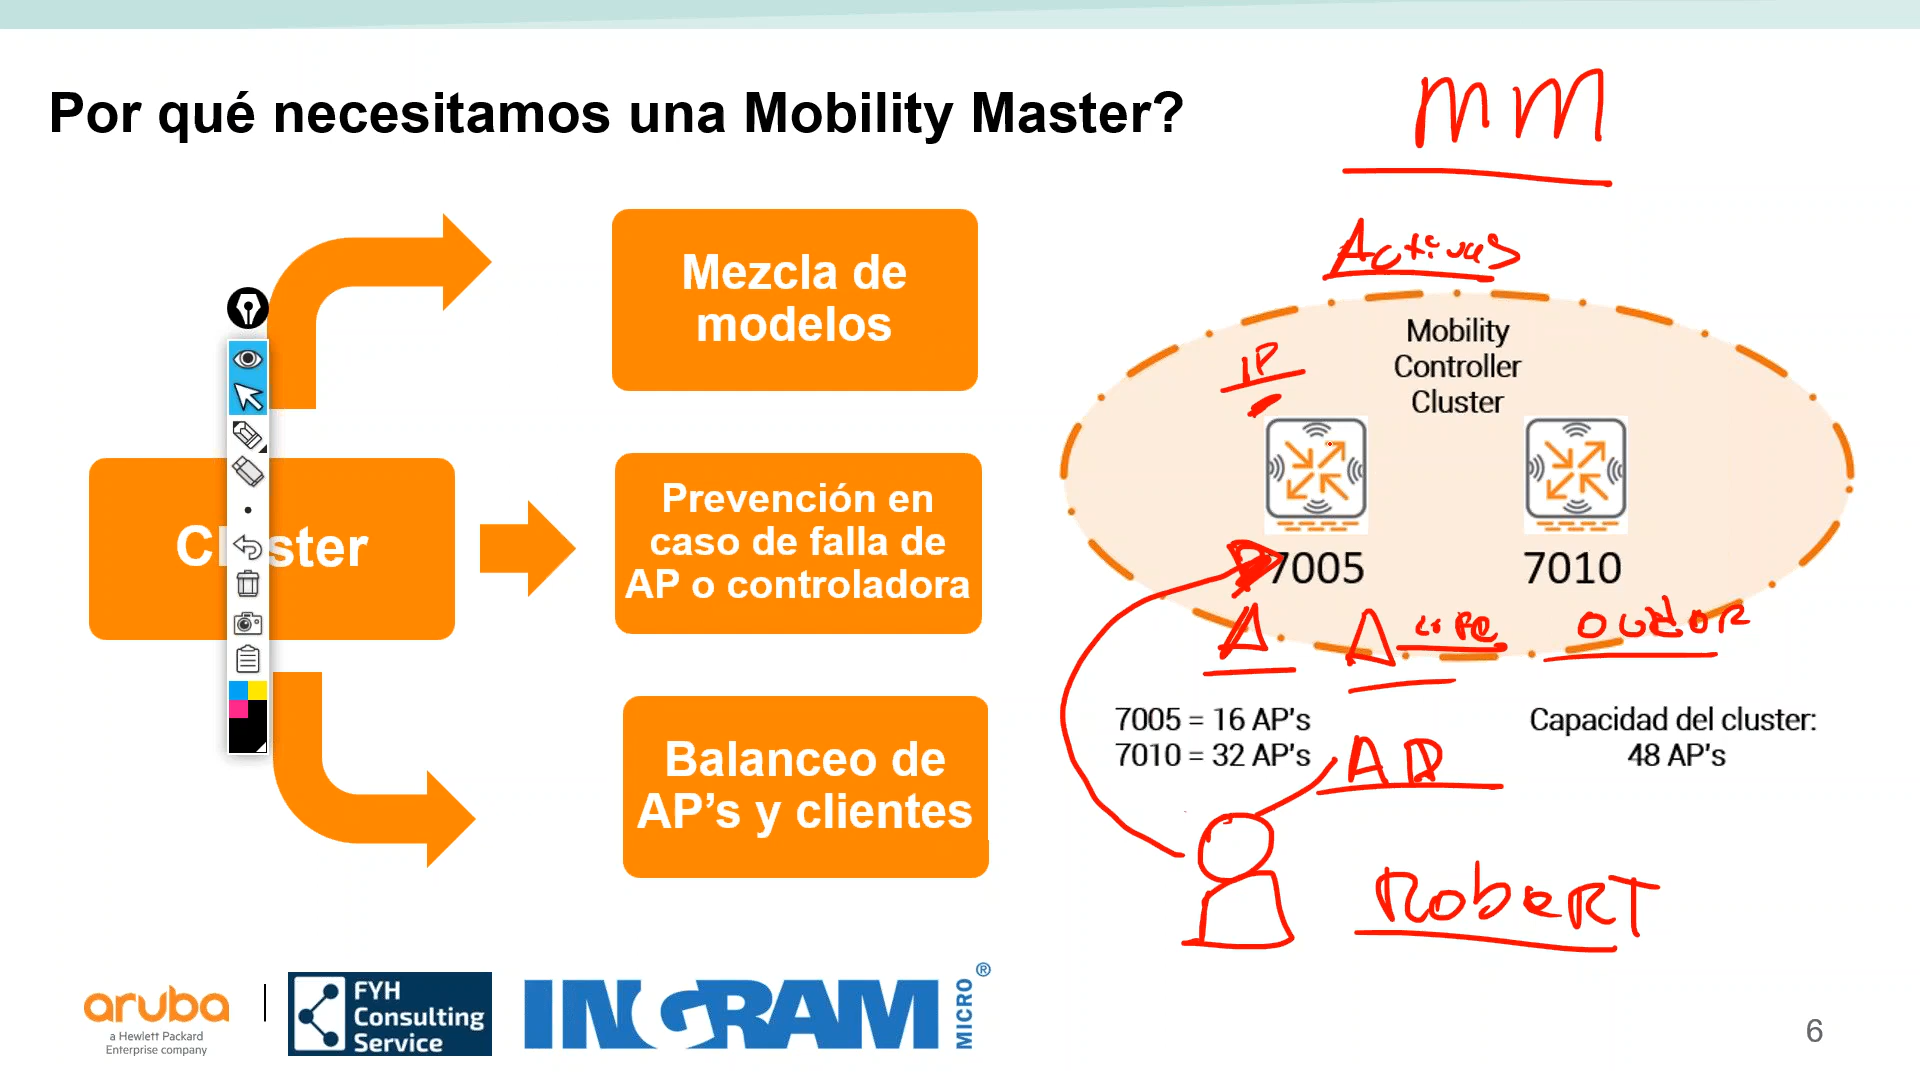 Por qué necesitamos una Mobility Master?
MM
Activas
Mezcla de
modelos
Cluster
Prevención en
caso de falla de
AP o controladora
Balanceo de
AP's y clientes
Mobility
Controller
Cluster
IP
7005
7010
7005 = 16 AP's
7010 = 32 AP's
Capacidad del cluster:
48 AP's
Robert
aruba
a Hewlett Packard
Enterprise company
FYH
Consulting
Service
INGRAM MICRO ®
6